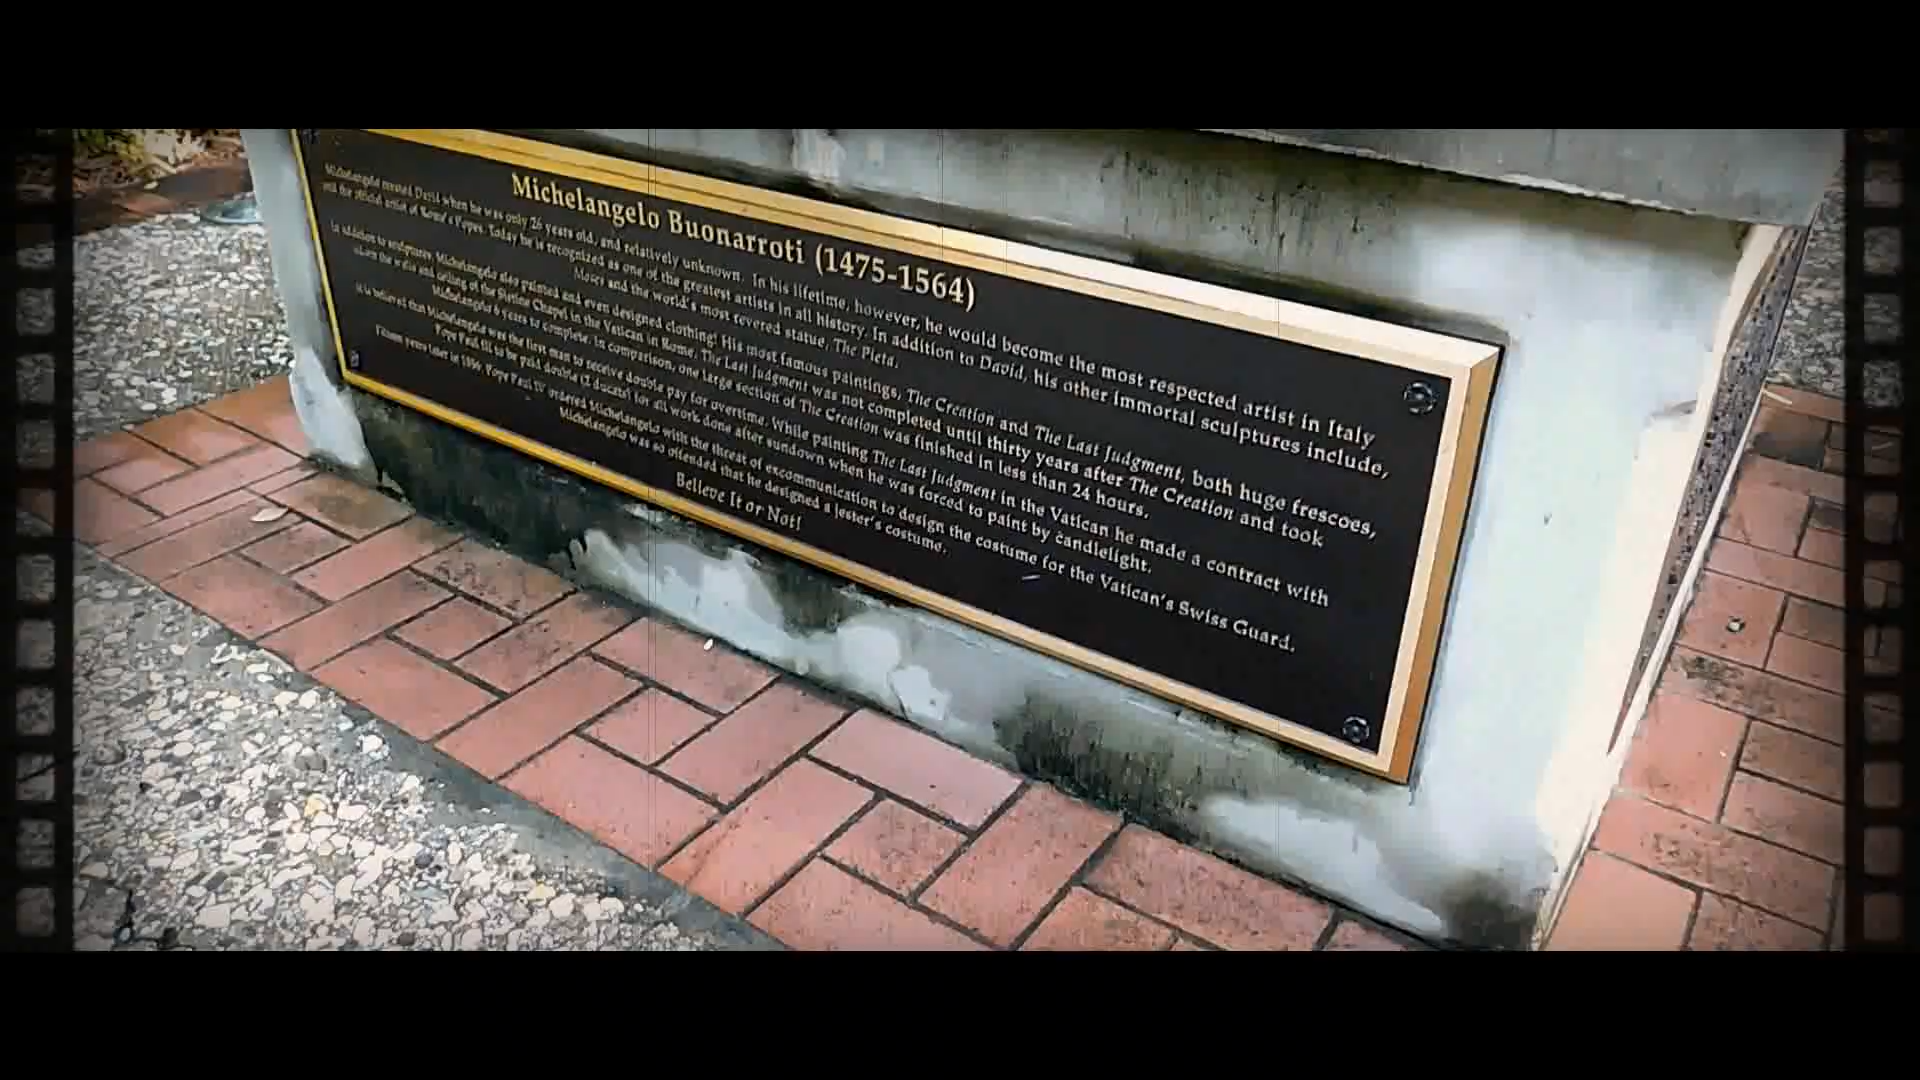 Michelangelo Buonarroti (1475-1564)
Michelangelo created David when he was only 26 years old, and relatively unknown. In his lifetime, however, he would become the most respected artist in Italy
and the official artist of Rome's Popes. Today he is recognized as one of the greatest artists in all history. In addition to David, his other immortal sculptures include,
Moses and the world's most revered statue, The Pieta.
In addition to sculptures, Michelangelo also painted and even designed clothing! His most famous paintings, The Creation and The Last Judgment, both huge frescoes,
adorn the walls and ceiling of the Sistine Chapel in the Vatican in Rome. The Last Judgment was not completed until thirty years after The Creation and took
Michelangelo 6 years to complete. In comparison, one large section of The Creation was finished in less than 24 hours.
It is believed that Michelangelo was the first man to receive double pay for overtime. While painting The Last Judgment in the Vatican he made a contract with
Pope Paul III to be paid double (2 ducats) for all work done after sundown when he was forced to paint by candlelight.
years later in Pope Paul IV ordered Michelangelo with the threat of excommunication to design the costume for the Vatican's Swiss Guard.
Michelangelo was so offended that he designed a jester's costume.
Believe It or Not!